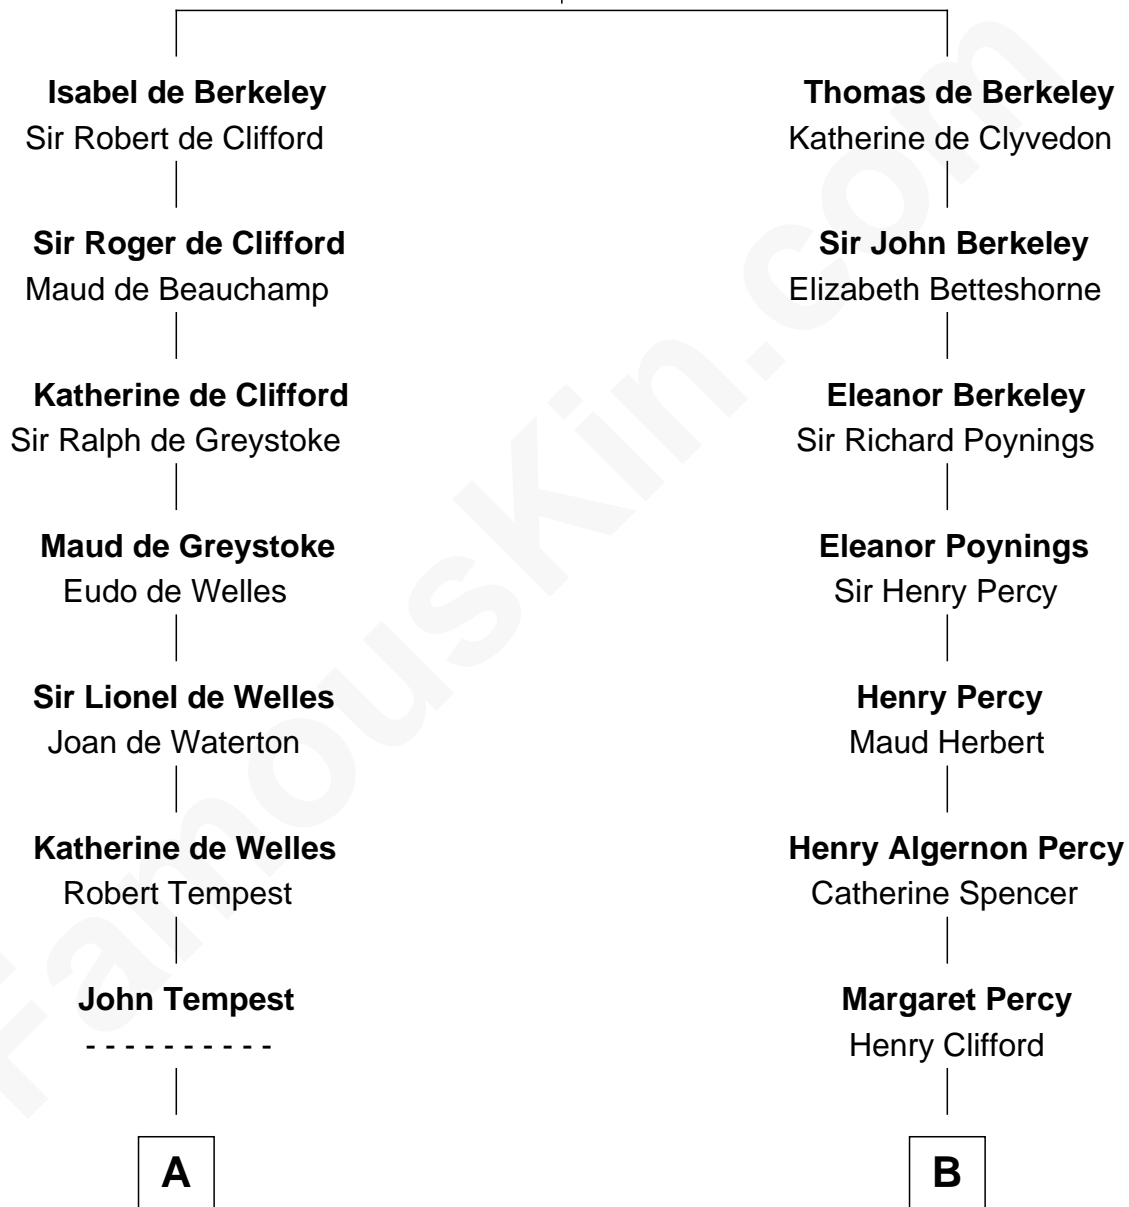 Isabel de Berkeley
Sir Robert de Clifford
Sir Roger de Clifford
Maud de Beauchamp
Katherine de Clifford
Sir Ralph de Greystoke
Maud de Greystoke
Eudo de Welles
Sir Lionel de Welles
Joan de Waterton
Katherine de Welles
Robert Tempest
John Tempest
- - - - - - - - - -
A
Thomas de Berkeley
Katherine de Clyvedon
Sir John Berkeley
Elizabeth Betteshorne
Eleanor Berkeley
Sir Richard Poynings
Eleanor Poynings
Sir Henry Percy
Henry Percy
Maud Herbert
Henry Algernon Percy
Catherine Spencer
Margaret Percy
Henry Clifford
B
FamousKin.com